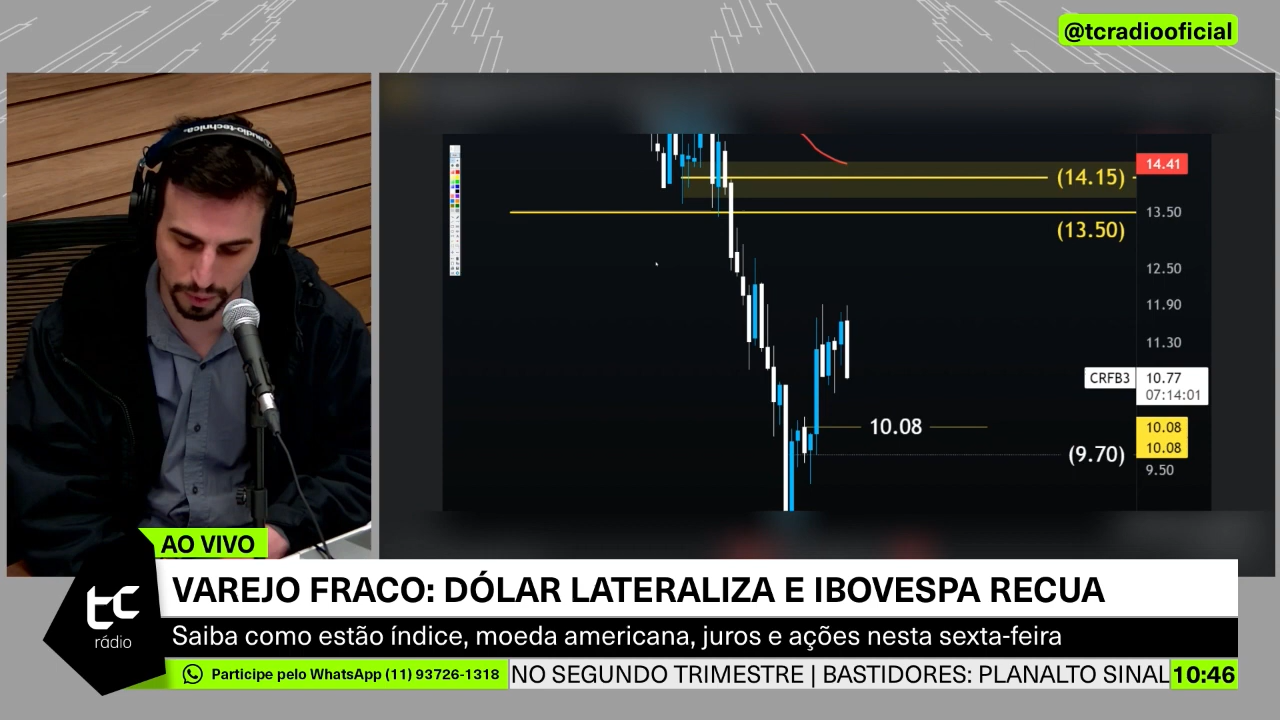 @tcradiooficial
audio-technica.
14.41
(14.15)
13.50
(13.50)
12.50
11.90
11.30
CRFB3 10.77
07:14:01
10.08
10.08
10.08
(9.70)
9.50
AO VIVO
VAREJO FRACO: DÓLAR LATERALIZA E IBOVESPA RECUA
tc
rádio
Saiba como estão índice, moeda americana, juros e ações nesta sexta-feira
Participe pelo WhatsApp (11) 93726-1318
NO SEGUNDO TRIMESTRE | BASTIDORES: PLANALTO SINAL
10:46